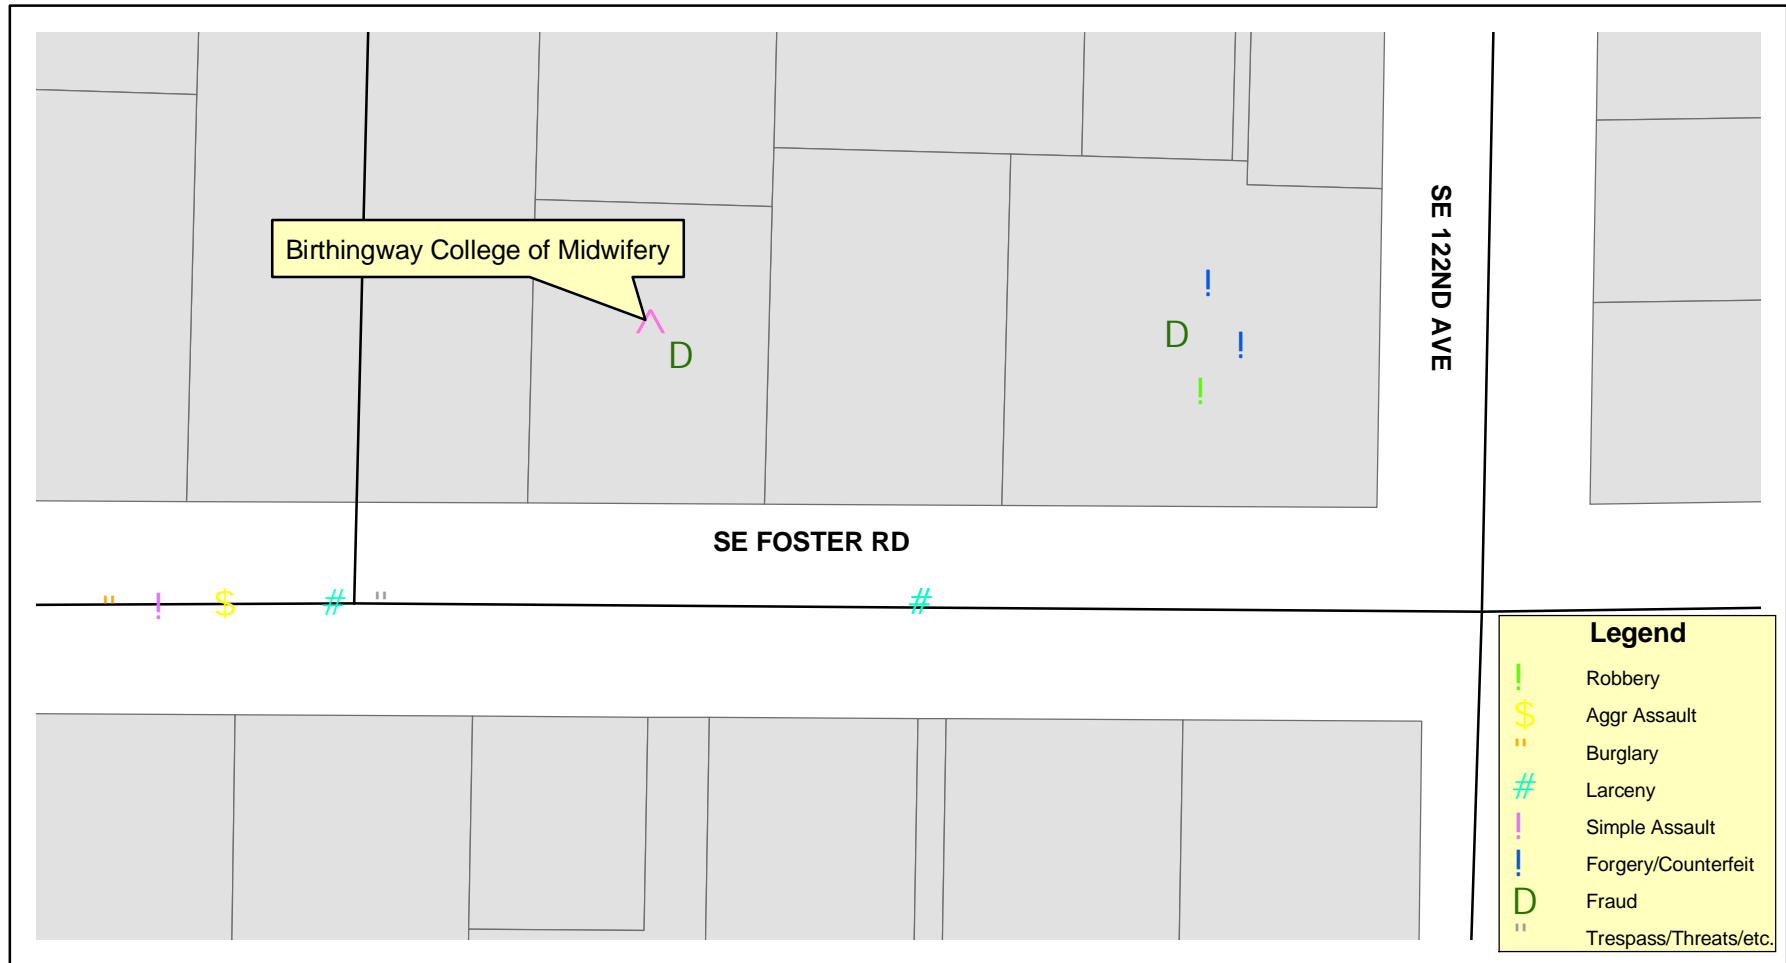 Birthingway College of Midwifery
^
D
!
D
!
!
SE 122ND AVE
SE FOSTER RD
" ! $ # " #
Legend
! Robbery
$ Aggr Assault
" Burglary
# Larceny
! Simple Assault
! Forgery/Counterfeit
D Fraud
" Trespass/Threats/etc.